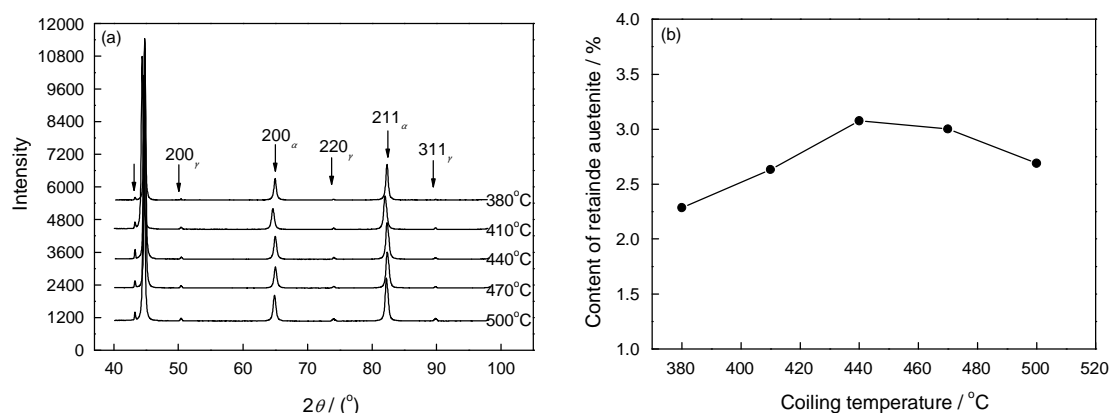 12000
10800
9600
8400
7200
6000
4800
3600
2400
1200
0
Intensity
(a)
200γ
200α
220γ
211α
311γ
380°C
410°C
440°C
470°C
500°C
40 50 60 70 80 90 100
2θ / (°)
4.0
3.5
3.0
2.5
2.0
1.5
1.0
Content of retainde auetenite / %
(b)
380 400 420 440 460 480 500 520
Coiling temperature / °C